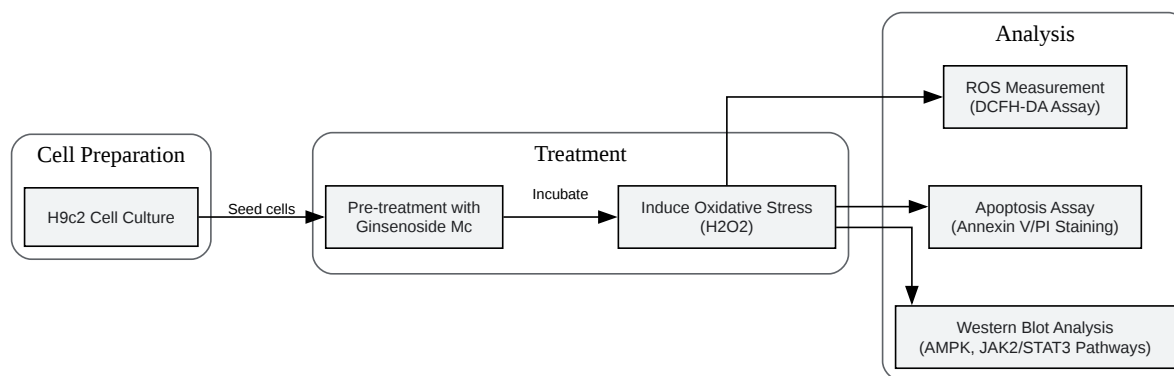 Cell Preparation
H9c2 Cell Culture
Seed cells
Treatment
Pre-treatment with
Ginsenoside Mc
Incubate
Induce Oxidative Stress
(H2O2)
Analysis
ROS Measurement
(DCFH-DA Assay)
Apoptosis Assay
(Annexin V/PI Staining)
Western Blot Analysis
(AMPK, JAK2/STAT3 Pathways)